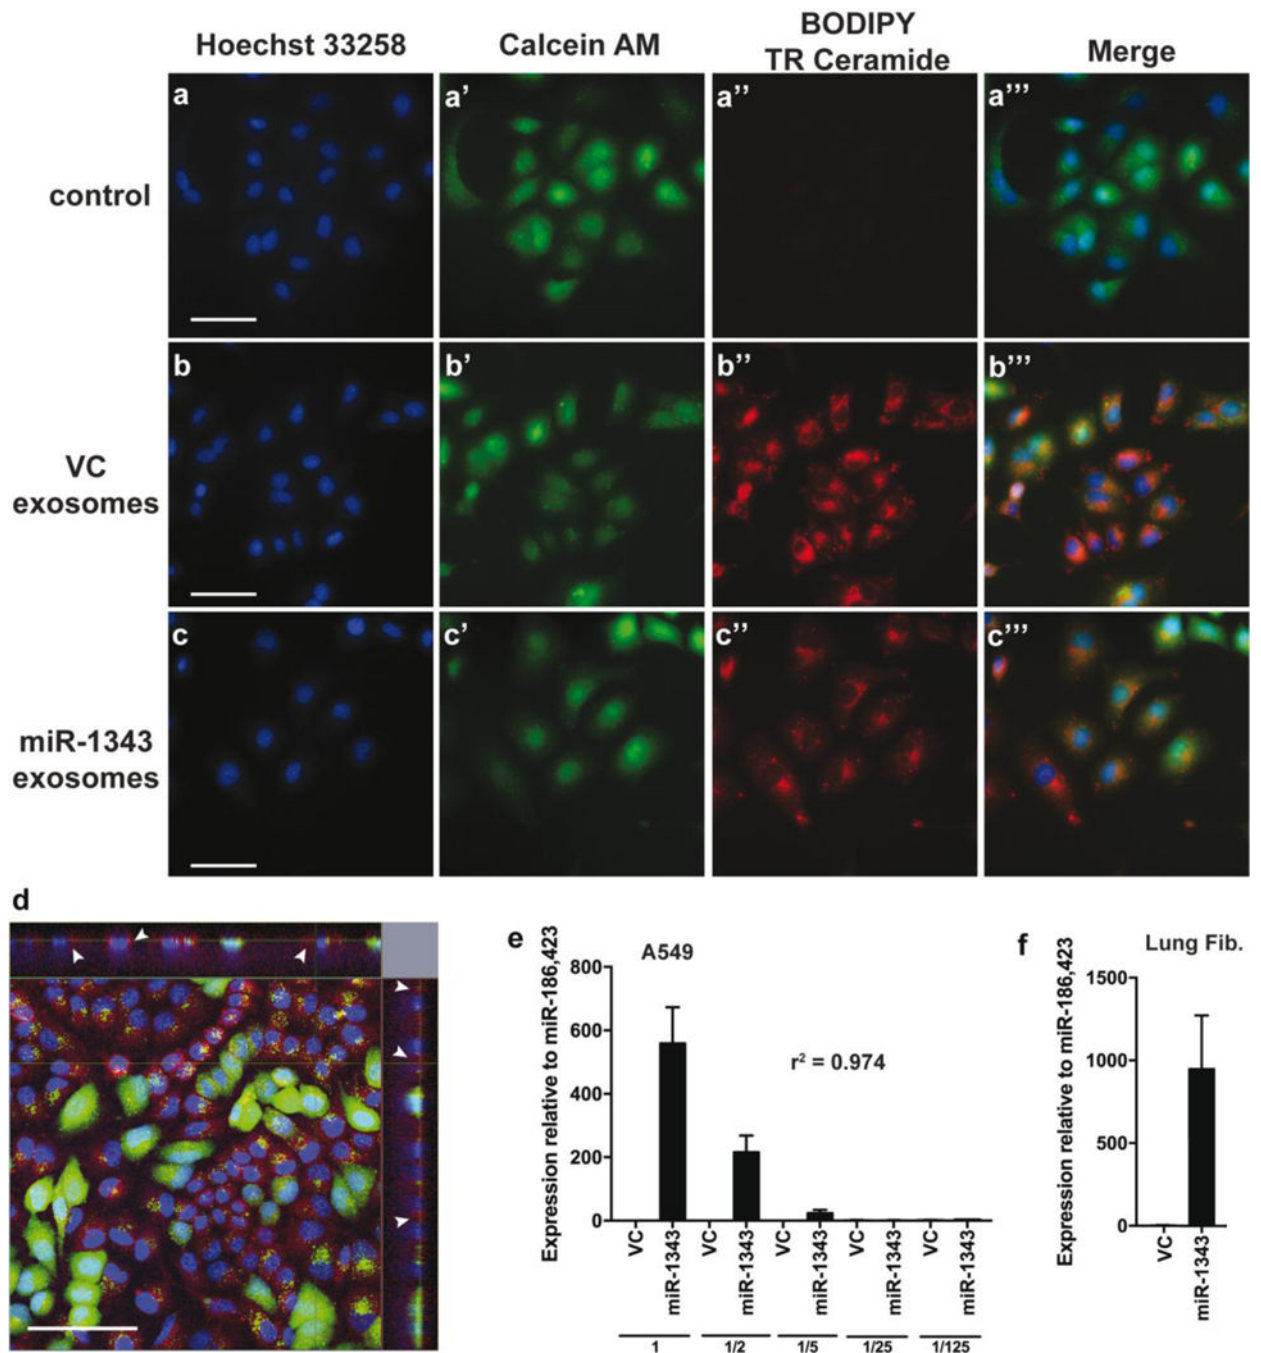 Hoechst 33258
Calcein AM
BODIPY
TR Ceramide
Merge
control
a
a'
a''
a'''
VC
exosomes
b
b'
b''
b'''
miR-1343
exosomes
c
c'
c''
c'''
d
e
A549
Expression relative to miR-186,423
800
600
400
200
0
r² = 0.974
VC
miR-1343
VC
miR-1343
VC
miR-1343
VC
miR-1343
VC
miR-1343
1
1/2
1/5
1/25
1/125
f
Lung Fib.
Expression relative to miR-186,423
1500
1000
500
0
VC
miR-1343